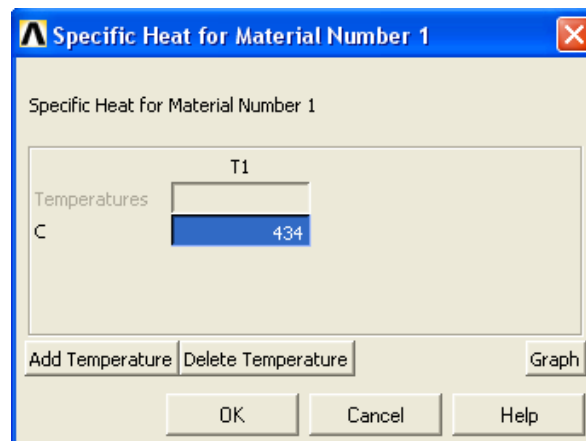 Specific Heat for Material Number 1
Specific Heat for Material Number 1
T1
Temperatures
C 434
Add Temperature Delete Temperature Graph
OK Cancel Help